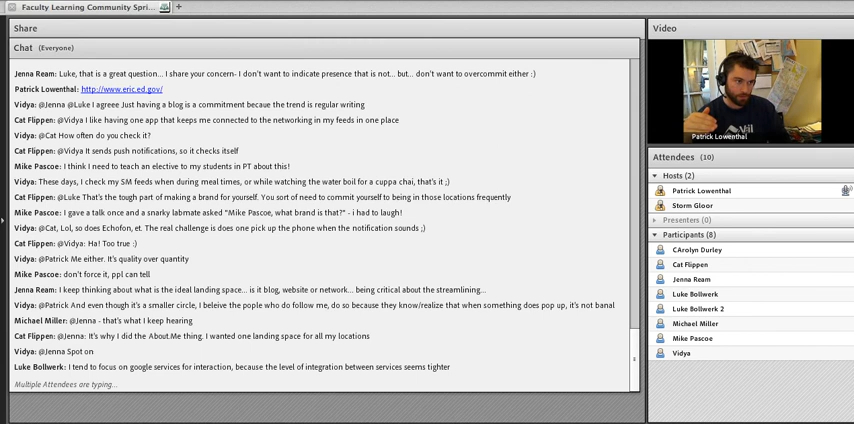 Faculty Learning Community Spri...
Share
Chat (Everyone)
Jenna Ream: Luke, that is a great question... I share your concern- I don't want to indicate presence that is not... but... don't want to overcommit either :)
Patrick Lowenthal: http://www.eric.ed.gov/
Vidya: @Jenna @Luke I agreee Just having a blog is a commitment becaue the trend is regular writing
Cat Flippen: @Vidya I like having one app that keeps me connected to the networking in my feeds in one place
Vidya: @Cat How often do you check it?
Cat Flippen: @Vidya It sends push notifications, so it checks itself
Mike Pascoe: I think I need to teach an elective to my students in PT about this!
Vidya: These days, I check my SM feeds when during meal times, or while watching the water boil for a cuppa chai, that's it ;)
Cat Flippen: @Luke That's the tough part of making a brand for yourself. You sort of need to commit yourself to being in those locations frequently
Mike Pascoe: I gave a talk once and a snarky labmate asked "Mike Pascoe, what brand is that?" - i had to laugh!
Vidya: @Cat, Lol, so does Echofon, et. The real challenge is does one pick up the phone when the notification sounds ;)
Cat Flippen: @Vidya: Ha! Too true :)
Vidya: @Patrick Me either. It's quality over quantity
Mike Pascoe: don't force it, ppl can tell
Jenna Ream: I keep thinking about what is the ideal landing space... is it blog, website or network... being critical about the streamlining...
Vidya: @Patrick And even though it's a smaller circle, I beleive the pople who do follow me, do so because they know/realize that when something does pop up, it's not banal
Michael Miller: @Jenna - that's what I keep hearing
Cat Flippen: @Jenna: It's why I did the About.Me thing. I wanted one landing space for all my locations
Vidya: @Jenna Spot on
Luke Bollwerk: I tend to focus on google services for interaction, because the level of integration between services seems tighter
Multiple Attendees are typing...
Video
Patrick Lowenthal
Attendees (10)
Hosts (2)
Patrick Lowenthal
Storm Gloor
Presenters (0)
Participants (8)
CArolyn Durley
Cat Flippen
Jenna Ream
Luke Bollwerk
Luke Bollwerk 2
Michael Miller
Mike Pascoe
Vidya